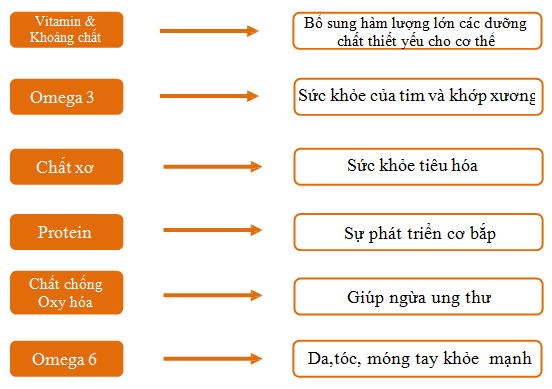 Vitamin &
Khoáng chất
Bổ sung hàm lượng lớn các dưỡng
chất thiết yếu cho cơ thể
Omega 3
Sức khỏe của tim và khớp xương
Chất xơ
Sức khỏe tiêu hóa
Protein
Sự phát triển cơ bắp
Chất chống
Oxy hóa
Giúp ngừa ung thư
Omega 6
Da,tóc, móng tay khỏe mạnh